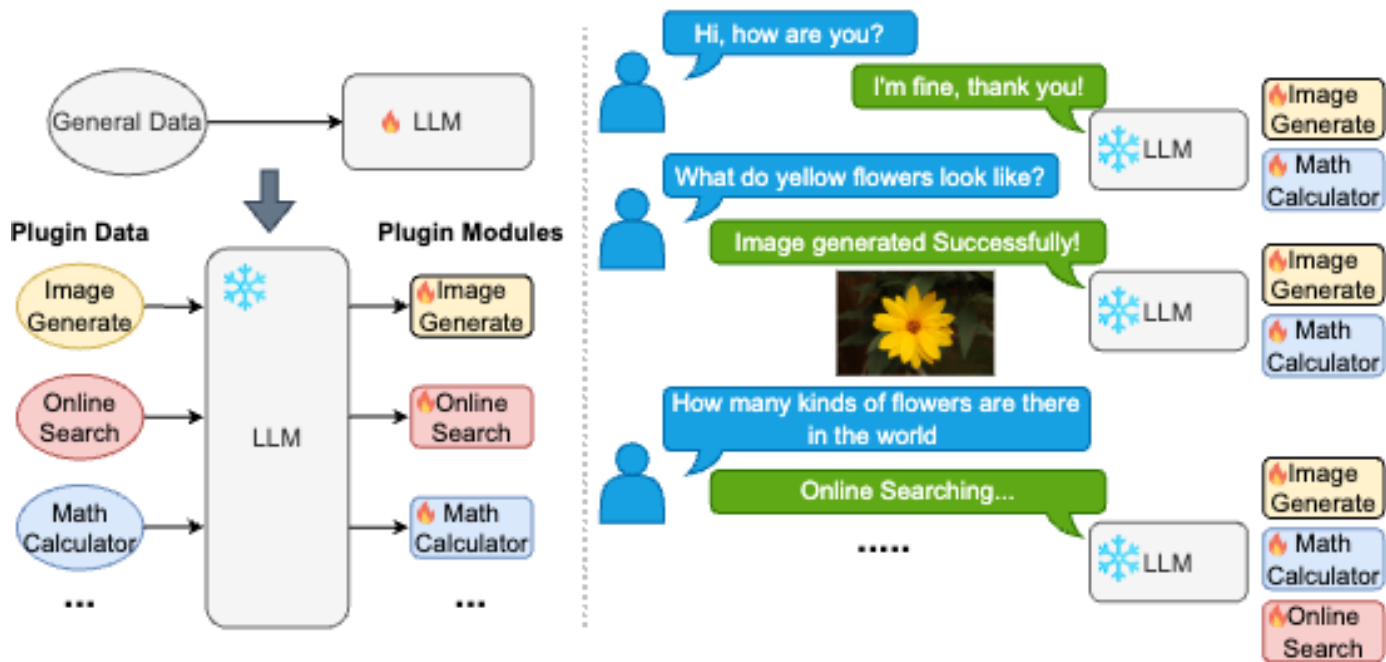 General Data
LLM
Plugin Data
Plugin Modules
Image
Generate
Online
Search
Math
Calculator
...
LLM
Image
Generate
Online
Search
Math
Calculator
...
Hi, how are you?
I'm fine, thank you!
LLM
Image
Generate
Math
Calculator
What do yellow flowers look like?
Image generated Successfully!
LLM
Image
Generate
Math
Calculator
How many kinds of flowers are there
in the world
Online Searching...
.....
LLM
Image
Generate
Math
Calculator
Online
Search